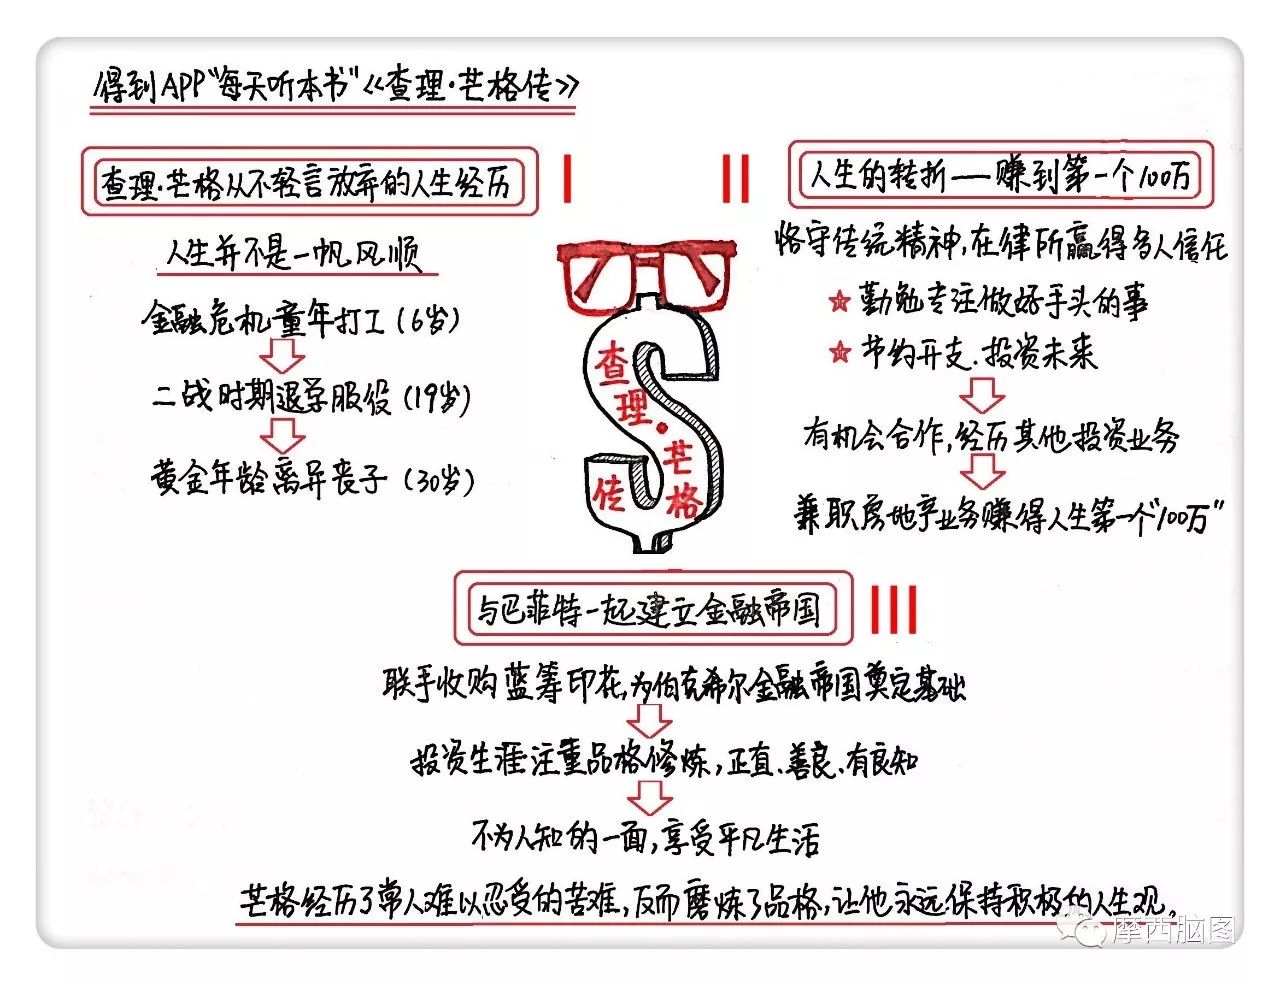 得到APP“每天听本书”《查理·芒格传》
查理·芒格从不轻言放弃的人生经历
I
人生并不是一帆风顺
金融危机童年打工(6岁)
二战时期退学服役(19岁)
黄金年龄离异丧子(30岁)
II
人生的转折——赚到第一个100万
恪守传统精神,在律所赢得多人信任
☆勤勉专注做好手头的事
☆节约开支.投资未来
有机会合作,经历其他投资业务
兼职房地产业务赚得人生第一个“100万”
查理·芒格传
与巴菲特一起建立金融帝国
III
联手收购蓝筹印花,为伯克希尔金融帝国奠定基础
投资生涯注重品格修炼,正直、善良、有良知
不为人知的一面,享受平凡生活
芒格经历了常人难以忍受的苦难,反而磨炼了品格,让他永远保持积极的人生观。
摩西脑图